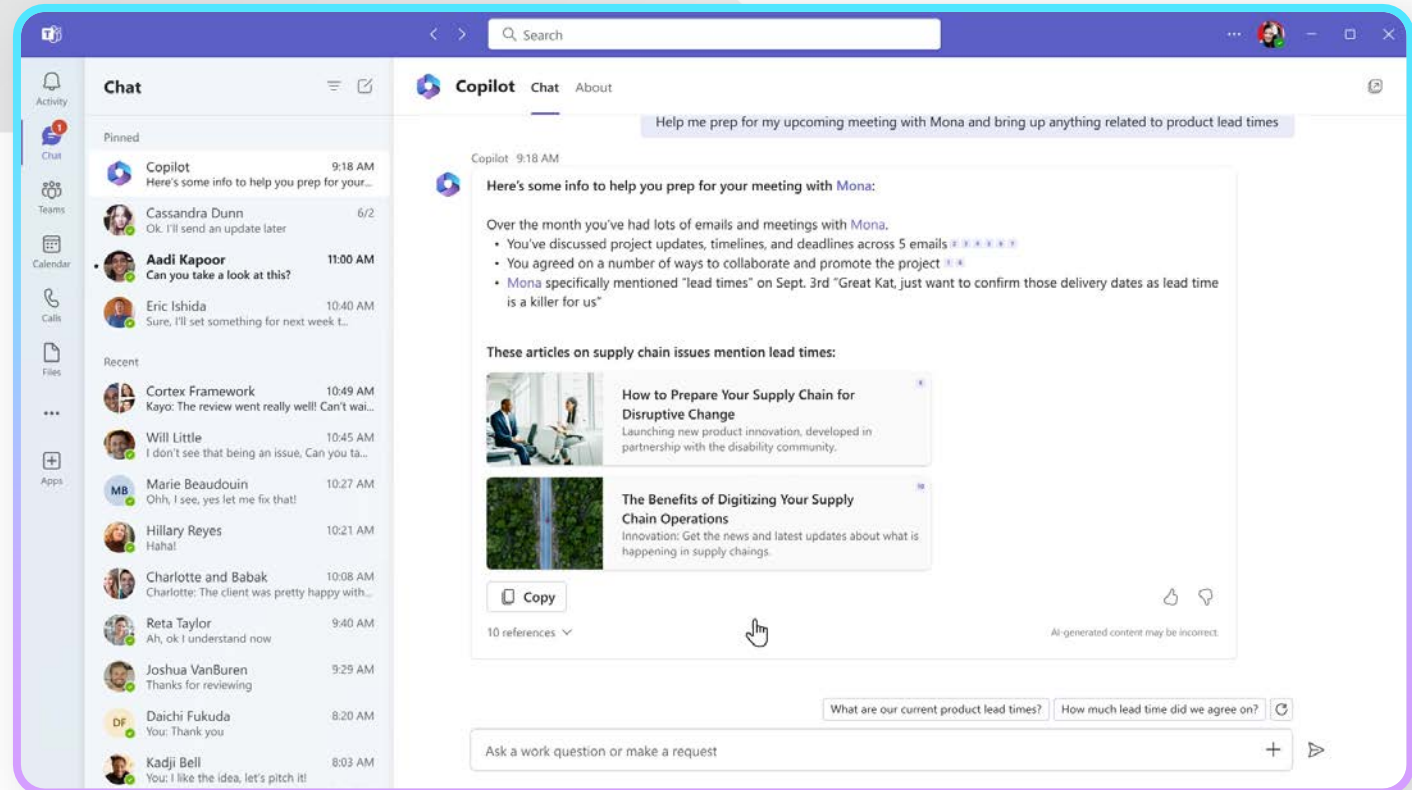 Search
Activity
Chat
Teams
Calendar
Calls
Files
Apps
1
Chat
Pinned
Copilot 9:18 AM
Here's some info to help you prep for your...
Cassandra Dunn 6/2
Ok. I'll send an update later
Aadi Kapoor 11:00 AM
Can you take a look at this?
Eric Ishida 10:40 AM
Sure, I'll set something for next week t...
Recent
Cortex Framework 10:49 AM
Kayo: The review went really well! Can't wai...
Will Little 10:45 AM
I don't see that being an issue, Can you ta...
MB
Marie Beaudouin 10:27 AM
Ohh, I see, yes let me fix that!
Hillary Reyes 10:21 AM
Haha!
Charlotte and Babak 10:08 AM
Charlotte: The client was pretty happy with...
Reta Taylor 9:40 AM
Ah, ok I understand now
Joshua VanBuren 9:29 AM
Thanks for reviewing
DF
Daichi Fukuda 8:20 AM
You: Thank you
Kadji Bell 8:03 AM
You: I like the idea, let's pitch it!
Copilot Chat About
Help me prep for my upcoming meeting with Mona and bring up anything related to product lead times
Copilot 9:18 AM
Here's some info to help you prep for your meeting with Mona:
Over the month you've had lots of emails and meetings with Mona.
• You've discussed project updates, timelines, and deadlines across 5 emails
• You agreed on a number of ways to collaborate and promote the project
• Mona specifically mentioned "lead times" on Sept. 3rd "Great Kat, just want to confirm those delivery dates as lead time
is a killer for us"
These articles on supply chain issues mention lead times:
How to Prepare Your Supply Chain for
Disruptive Change
Launching new product innovation, developed in
partnership with the disability community.
The Benefits of Digitizing Your Supply
Chain Operations
Innovation: Get the news and latest updates about what is
happening in supply chaings.
Copy
10 references
AI-generated content may be incorrect
What are our current product lead times? How much lead time did we agree on?
Ask a work question or make a request